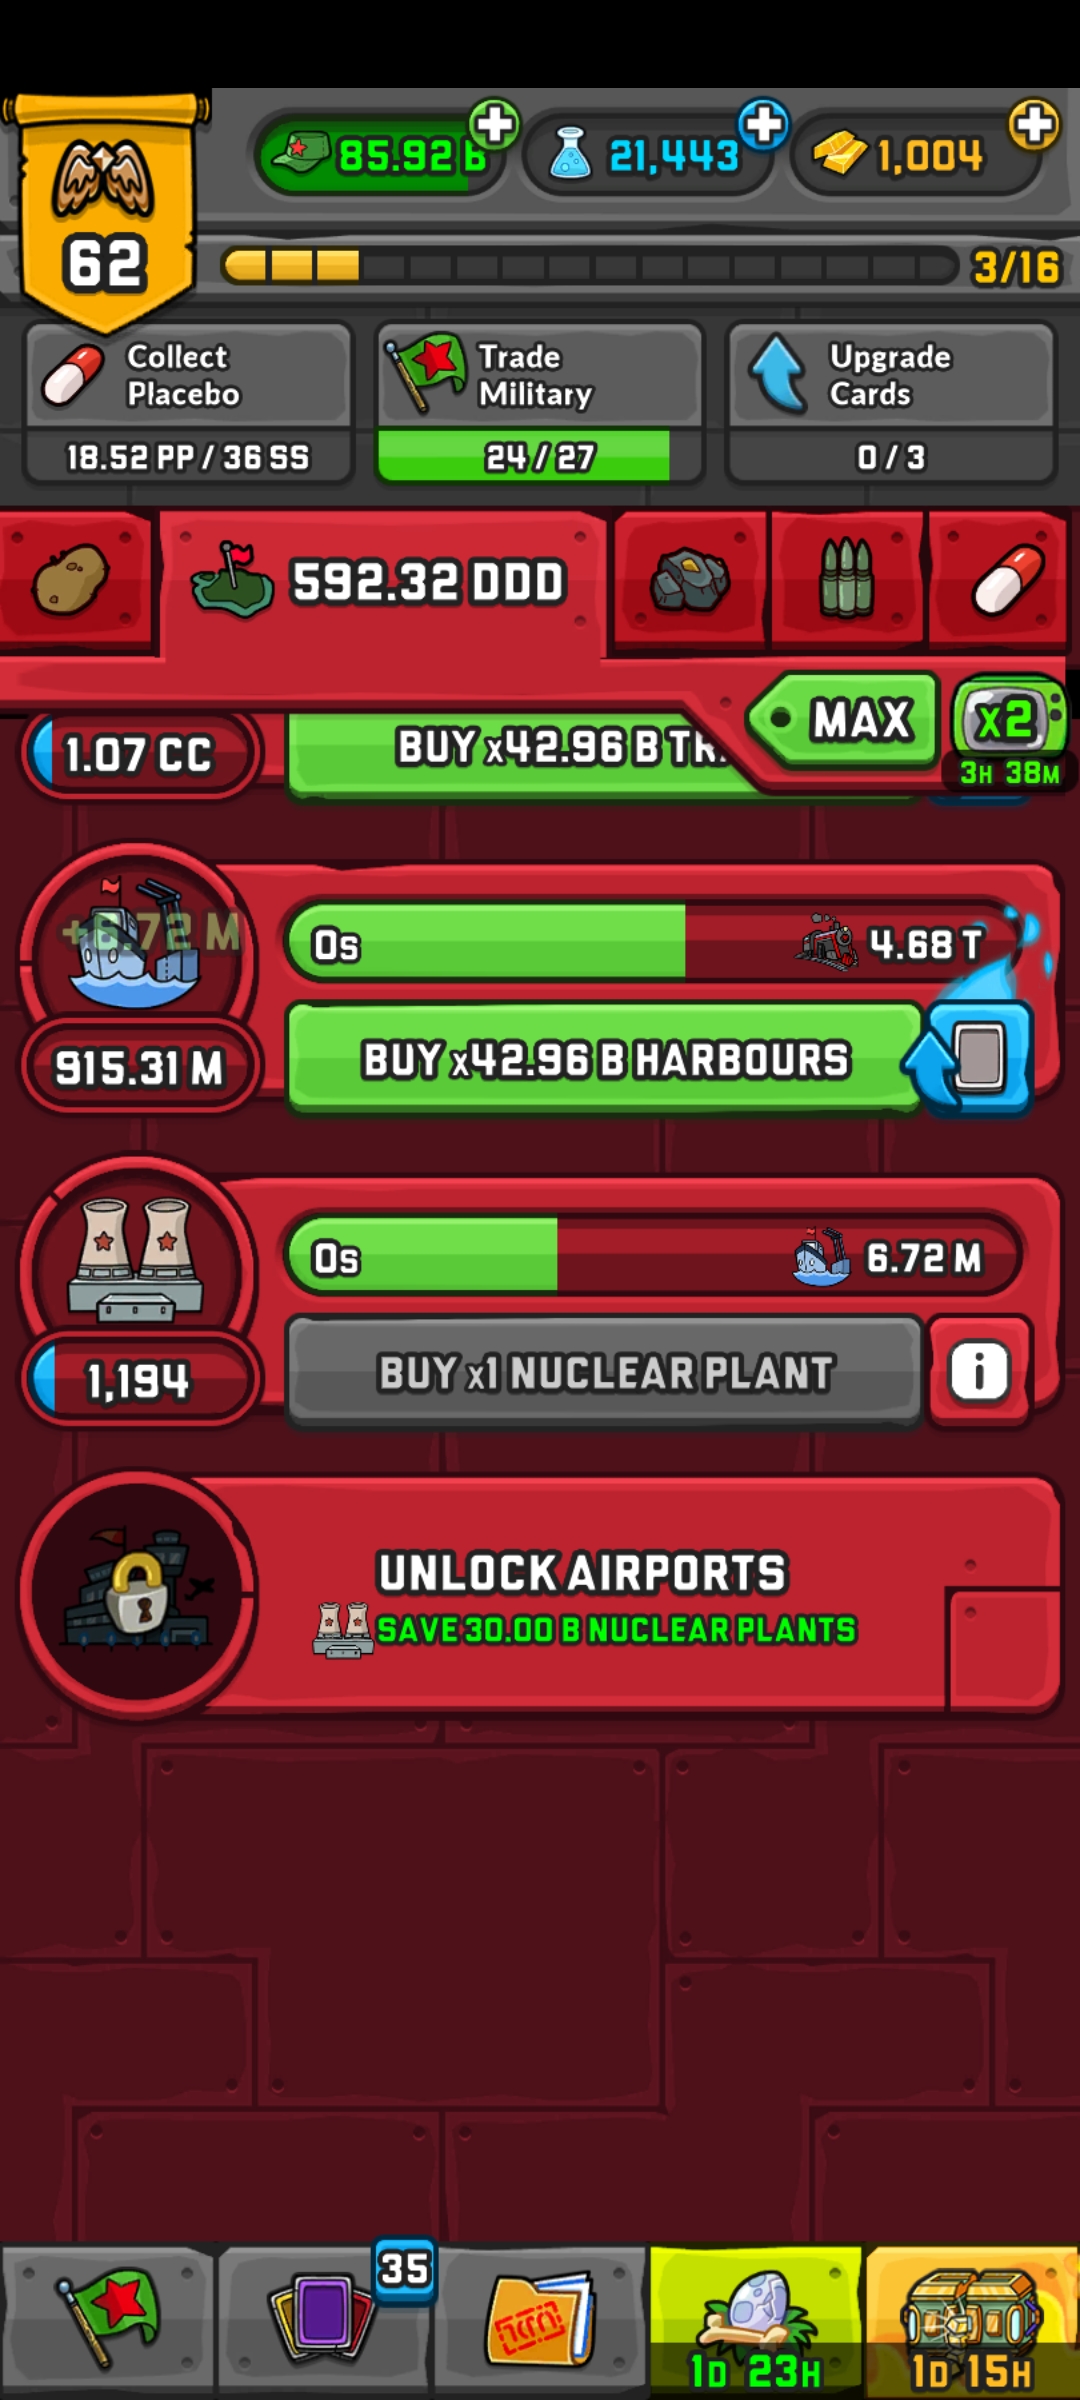 85.92 B
21,443
1,004
62
3/16
Collect
Placebo
18.52 PP / 36 SS
Trade
Military
24 / 27
Upgrade
Cards
0 / 3
592.32 DDD
MAX
x2
3H 38M
1.07 CC
BUY x42.96 B
+6.72 M
0s
4.68 T
915.31 M
BUY x42.96 B HARBOURS
0s
6.72 M
1,194
BUY x1 NUCLEAR PLANT
i
UNLOCK AIRPORTS
SAVE 30.00 B NUCLEAR PLANTS
35
1D 23H
1D 15H